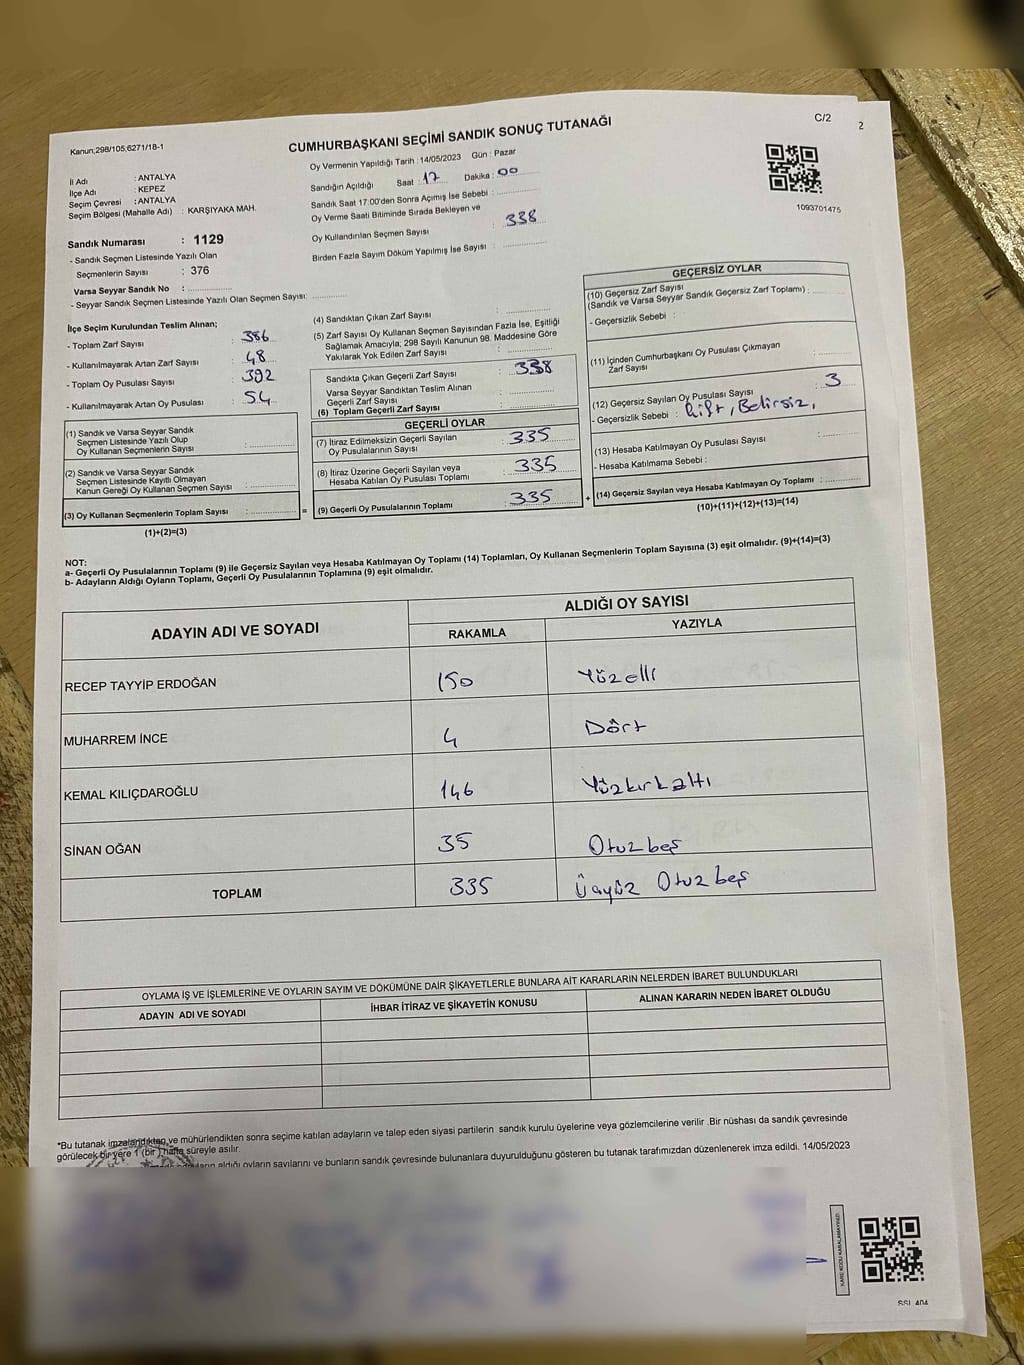 Kanun;298/105;6271/18-1
CUMHURBAŞKANI SEÇİMİ SANDIK SONUÇ TUTANAĞI
C/2
2
Oy Vermenin Yapıldığı Tarih : 14/05/2023 Gün : Pazar
İl Adı : ANTALYA
İlçe Adı : KEPEZ
Seçim Çevresi : ANTALYA
Seçim Bölgesi (Mahalle Adı) : KARŞIYAKA MAH.
Sandığın Açıldığı Saat : 17 Dakika : 00
Sandık Saat 17:00'den Sonra Açılmış İse Sebebi :
Oy Verme Saati Bitiminde Sırada Bekleyen ve
Oy Kullandırılan Seçmen Sayısı : 338
Birden Fazla Sayım Döküm Yapılmış İse Sayısı :
1093701475
Sandık Numarası : 1129
- Sandık Seçmen Listesinde Yazılı Olan
Seçmenlerin Sayısı : 376
Varsa Seyyar Sandık No :
- Seyyar Sandık Seçmen Listesinde Yazılı Olan Seçmen Sayısı:
İlçe Seçim Kurulundan Teslim Alınan;
- Toplam Zarf Sayısı : 386
- Kullanılmayarak Artan Zarf Sayısı : 48
- Toplam Oy Pusulası Sayısı : 392
- Kullanılmayarak Artan Oy Pusulası : 54
(1) Sandık ve Varsa Seyyar Sandık
Seçmen Listesinde Yazılı Olup
Oy Kullanan Seçmenlerin Sayısı :
(2) Sandık ve Varsa Seyyar Sandık
Seçmen Listesinde Kayıtlı Olmayan
Kanun Gereği Oy Kullanan Seçmen Sayısı :
(3) Oy Kullanan Seçmenlerin Toplam Sayısı : =
(1)+(2)=(3)
(4) Sandıktan Çıkan Zarf Sayısı :
(5) Zarf Sayısı Oy Kullanan Seçmen Sayısından Fazla İse, Eşitliği
Sağlamak Amacıyla; 298 Sayılı Kanunun 98. Maddesine Göre
Yakılarak Yok Edilen Zarf Sayısı :
Sandıkta Çıkan Geçerli Zarf Sayısı : 338
Varsa Seyyar Sandıktan Teslim Alınan
Geçerli Zarf Sayısı :
(6) Toplam Geçerli Zarf Sayısı :
GEÇERLİ OYLAR
(7) İtiraz Edilmeksizin Geçerli Sayılan
Oy Pusulalarının Sayısı : 335
(8) İtiraz Üzerine Geçerli Sayılan veya
Hesaba Katılan Oy Pusulası Toplamı : 335
(9) Geçerli Oy Pusulalarının Toplamı : 335 +
GEÇERSİZ OYLAR
(10) Geçersiz Zarf Sayısı
(Sandık ve Varsa Seyyar Sandık Geçersiz Zarf Toplamı) :
- Geçersizlik Sebebi :
(11) İçinden Cumhurbaşkanı Oy Pusulası Çıkmayan
Zarf Sayısı :
(12) Geçersiz Sayılan Oy Pusulası Sayısı : 3
- Geçersizlik Sebebi : Çift, Belirsiz,
(13) Hesaba Katılmayan Oy Pusulası Sayısı :
- Hesaba Katılmama Sebebi :
(14) Geçersiz Sayılan veya Hesaba Katılmayan Oy Toplamı :
(10)+(11)+(12)+(13)=(14)
NOT:
a- Geçerli Oy Pusulalarının Toplamı (9) ile Geçersiz Sayılan veya Hesaba Katılmayan Oy Toplamı (14) Toplamları, Oy Kullanan Seçmenlerin Toplam Sayısına (3) eşit olmalıdır. (9)+(14)=(3)
b- Adayların Aldığı Oyların Toplamı, Geçerli Oy Pusulalarının Toplamına (9) eşit olmalıdır.
ADAYIN ADI VE SOYADI
ALDIĞI OY SAYISI
RAKAMLA YAZIYLA
RECEP TAYYİP ERDOĞAN 150 Yüzelli
MUHARREM İNCE 4 Dört
KEMAL KILIÇDAROĞLU 146 Yüzkırkaltı
SİNAN OĞAN 35 Otuzbeş
TOPLAM 335 Üçyüz Otuzbeş
OYLAMA İŞ VE İŞLEMLERİNE VE OYLARIN SAYIM VE DÖKÜMÜNE DAİR ŞİKAYETLERLE BUNLARA AİT KARARLARIN NELERDEN İBARET BULUNDUKLARI
ADAYIN ADI VE SOYADI İHBAR İTİRAZ VE ŞİKAYETİN KONUSU ALINAN KARARIN NEDEN İBARET OLDUĞU
*Bu tutanak imzalandıktan ve mühürlendikten sonra seçime katılan adayların ve talep eden siyasi partilerin sandık kurulu üyelerine veya gözlemcilerine verilir .Bir nüshası da sandık çevresinde
görülecek bir yere 1 (bir ) hafta süreyle asılır.
aldığı oyların sayılarını ve bunların sandık çevresinde bulunanlara duyurulduğunu gösteren bu tutanak tarafımızdan düzenlenerek imza edildi. 14/05/2023
KARE KODU KARALAMAYINIZ!